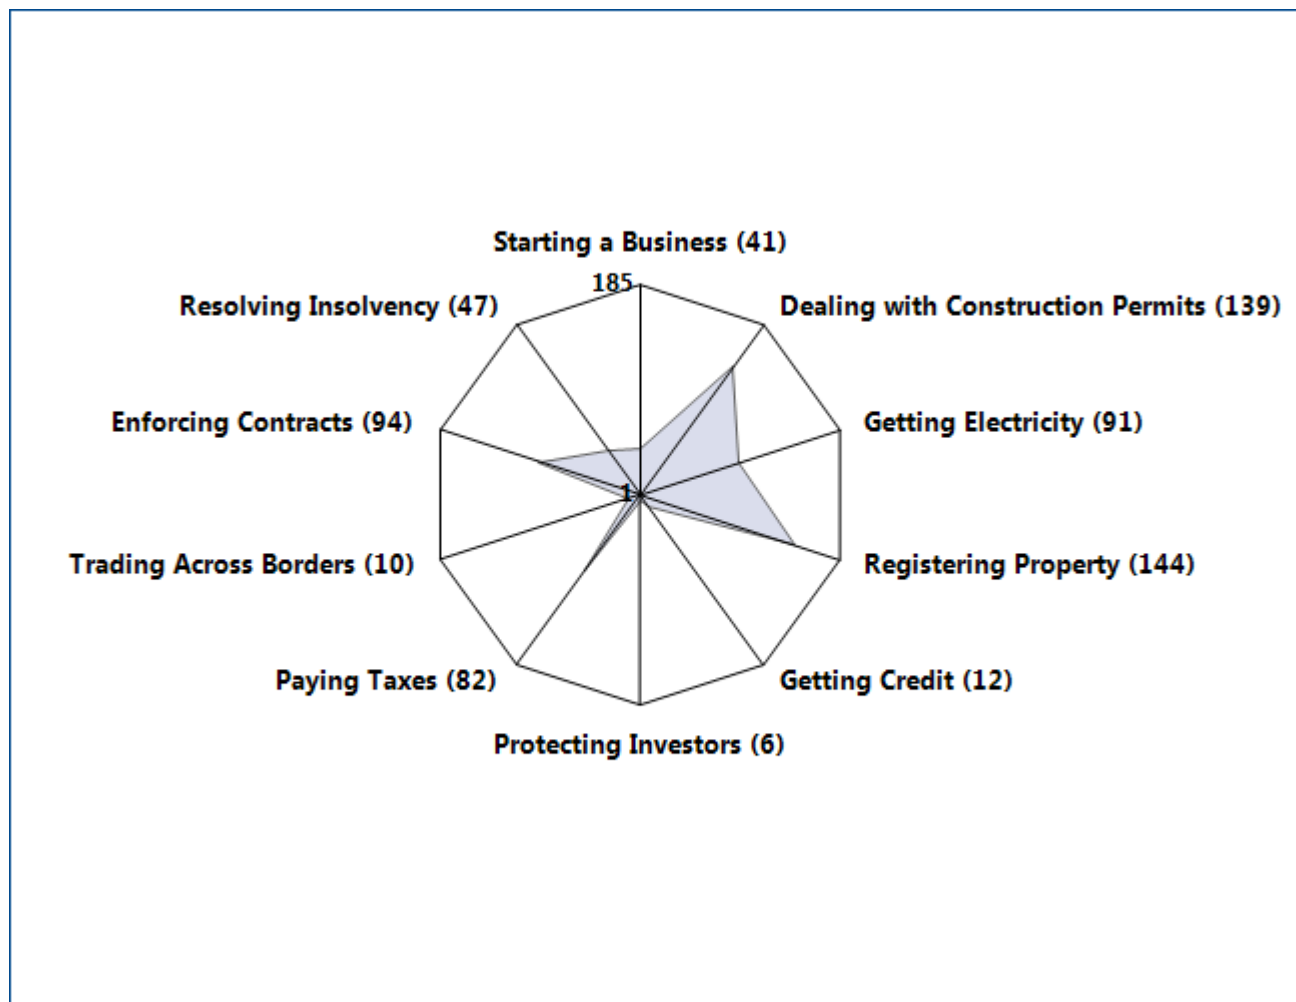 Starting a Business (41)
185
Resolving Insolvency (47)
Dealing with Construction Permits (139)
Enforcing Contracts (94)
Getting Electricity (91)
1
Trading Across Borders (10)
Registering Property (144)
Paying Taxes (82)
Getting Credit (12)
Protecting Investors (6)